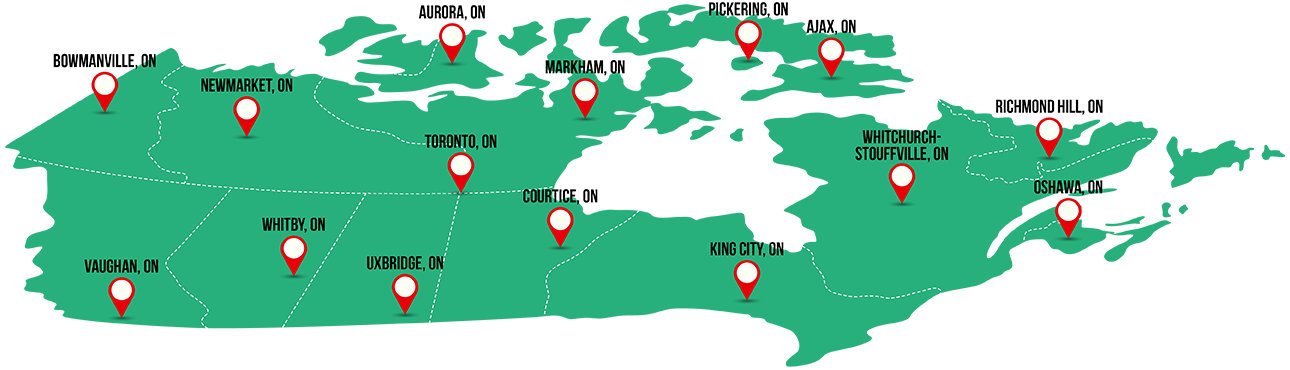 AURORA, ON
PICKERING, ON
AJAX, ON
BOWMANVILLE, ON
NEWMARKET, ON
MARKHAM, ON
RICHMOND HILL, ON
TORONTO, ON
WHITCHURCH-
STOUFFVILLE, ON
COURTICE, ON
OSHAWA, ON
WHITBY, ON
KING CITY, ON
VAUGHAN, ON
UXBRIDGE, ON